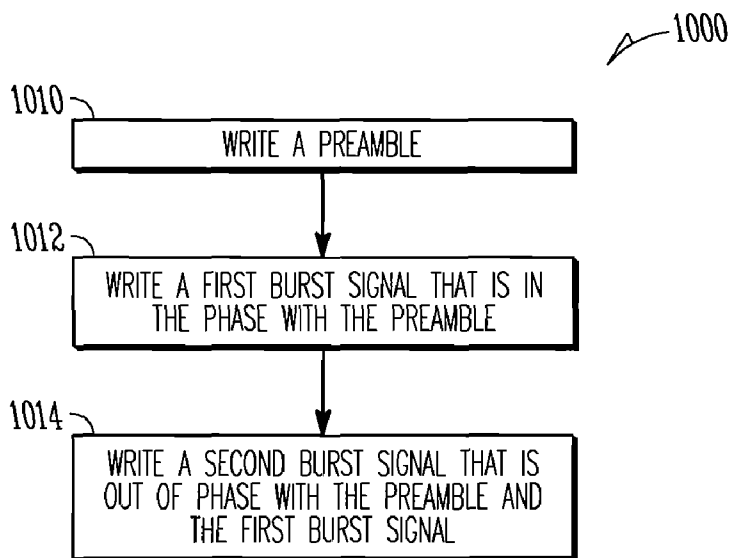 1000
1010
WRITE A PREAMBLE
1012
WRITE A FIRST BURST SIGNAL THAT IS IN
THE PHASE WITH THE PREAMBLE
1014
WRITE A SECOND BURST SIGNAL THAT IS
OUT OF PHASE WITH THE PREAMBLE AND
THE FIRST BURST SIGNAL